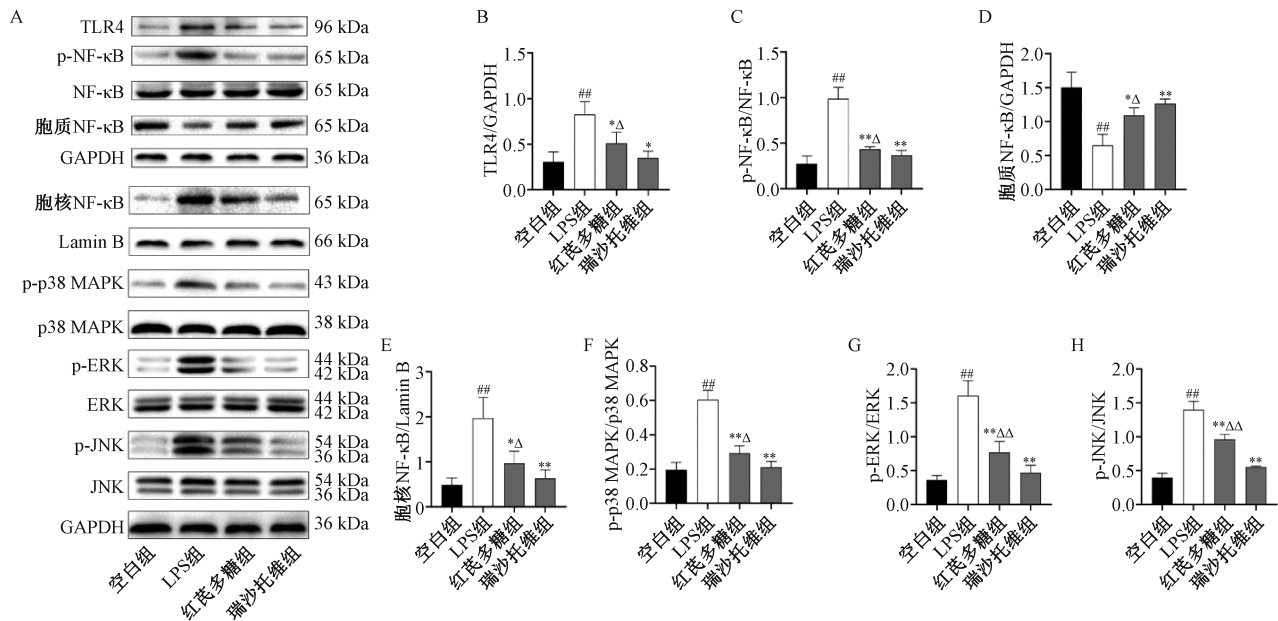 A
TLR4 96 kDa
p-NF-κB 65 kDa
NF-κB 65 kDa
胞质NF-κB 65 kDa
GAPDH 36 kDa
胞核NF-κB 65 kDa
Lamin B 66 kDa
p-p38 MAPK 43 kDa
p38 MAPK 38 kDa
p-ERK 44 kDa
42 kDa
ERK 44 kDa
42 kDa
p-JNK 54 kDa
36 kDa
JNK 54 kDa
36 kDa
GAPDH 36 kDa
空白组
LPS组
红芪多糖组
瑞沙托维组
B
TLR4/GAPDH
1.5
1.0
0.5
0.0
##
*Δ
*
空白组
LPS组
红芪多糖组
瑞沙托维组
C
p-NF-κB/NF-κB
1.5
1.0
0.5
0.0
##
**Δ
**
空白组
LPS组
红芪多糖组
瑞沙托维组
D
胞质NF-κB/GAPDH
2.0
1.5
1.0
0.5
0.0
##
*Δ
**
空白组
LPS组
红芪多糖组
瑞沙托维组
E
胞核NF-κB/Lamin B
3
2
1
0
##
*Δ
**
空白组
LPS组
红芪多糖组
瑞沙托维组
F
p-p38 MAPK/p38 MAPK
0.8
0.6
0.4
0.2
0.0
##
**Δ
**
空白组
LPS组
红芪多糖组
瑞沙托维组
G
p-ERK/ERK
2.0
1.5
1.0
0.5
0.0
##
**ΔΔ
**
空白组
LPS组
红芪多糖组
瑞沙托维组
H
p-JNK/JNK
2.0
1.5
1.0
0.5
0.0
##
**ΔΔ
**
空白组
LPS组
红芪多糖组
瑞沙托维组